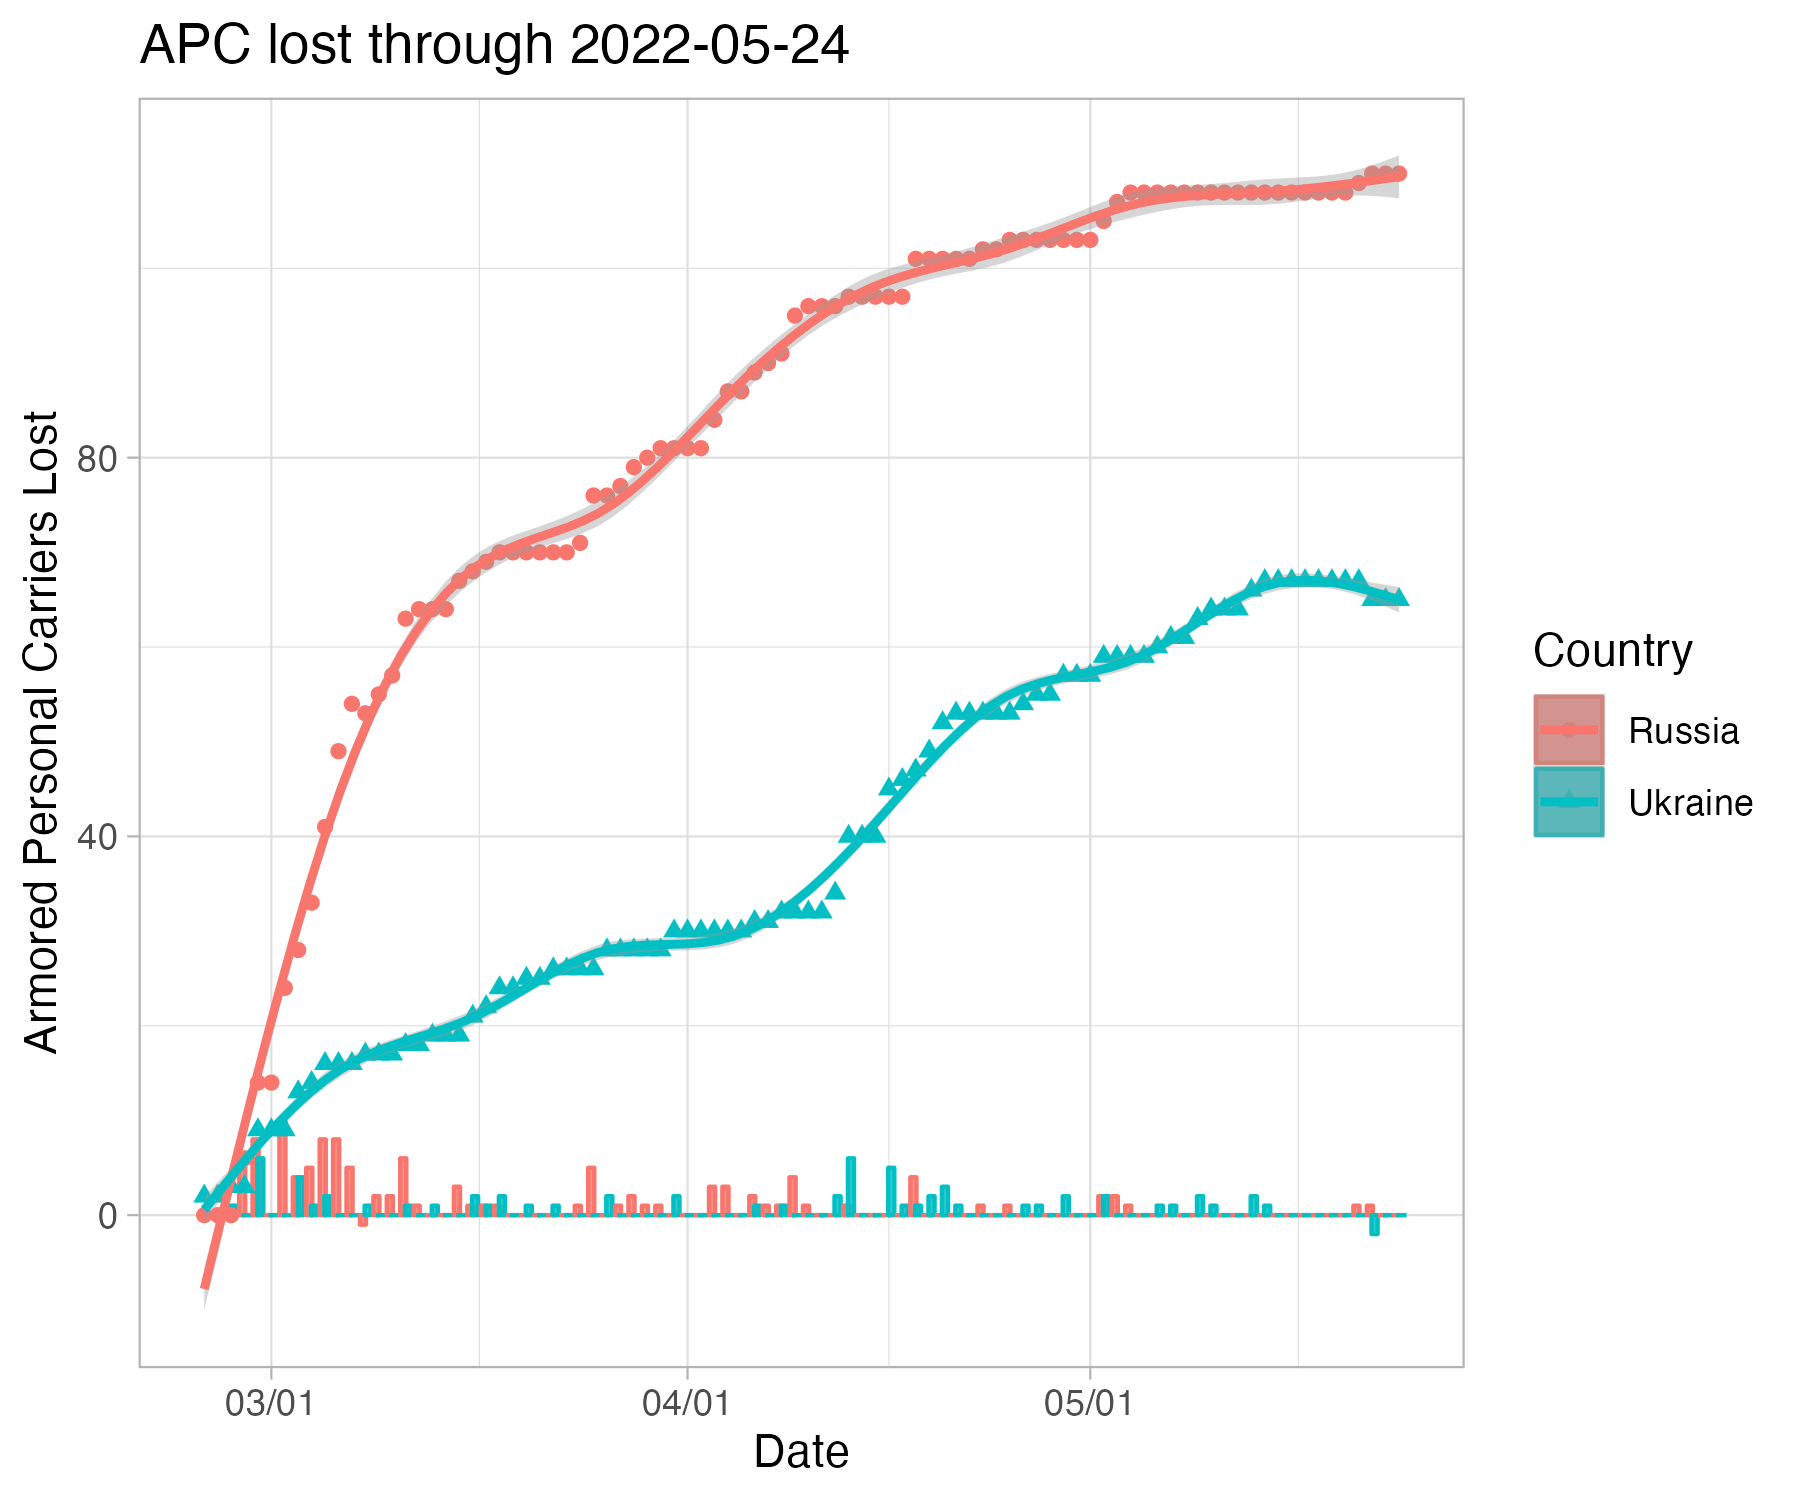 APC lost through 2022-05-24
Armored Personal Carriers Lost
80
40
0
03/01
04/01
05/01
Date
Country
Russia
Ukraine